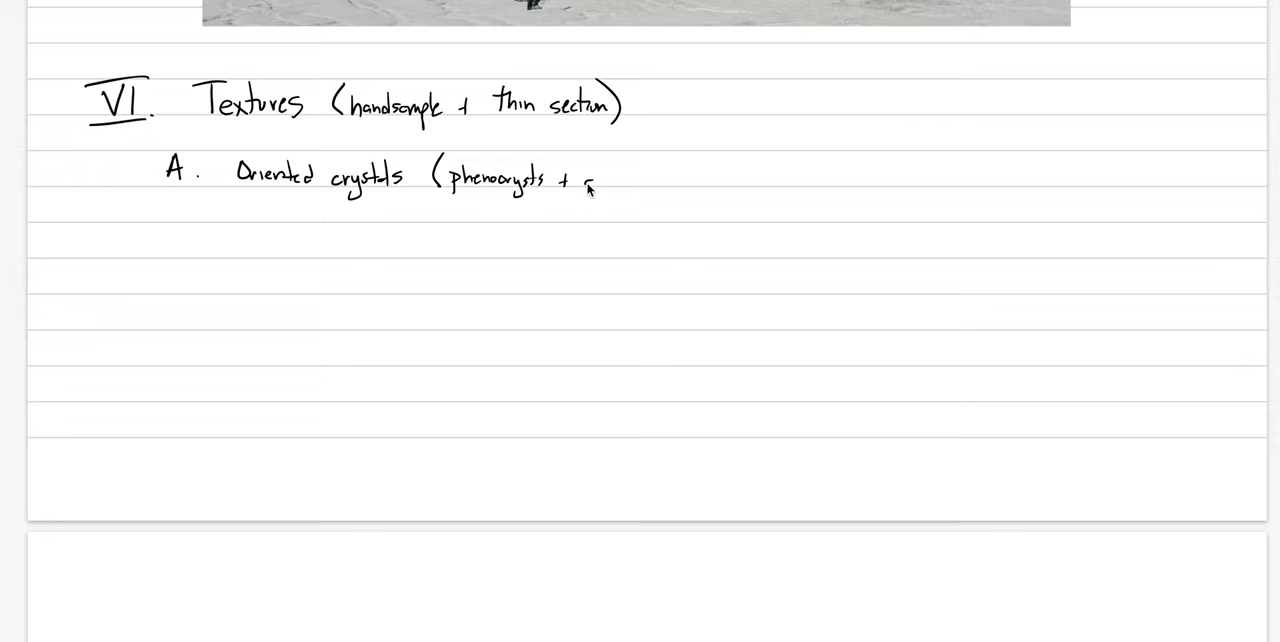 VI. Textures (handsample + thin section)
A. Oriented crystals (phenocrysts +